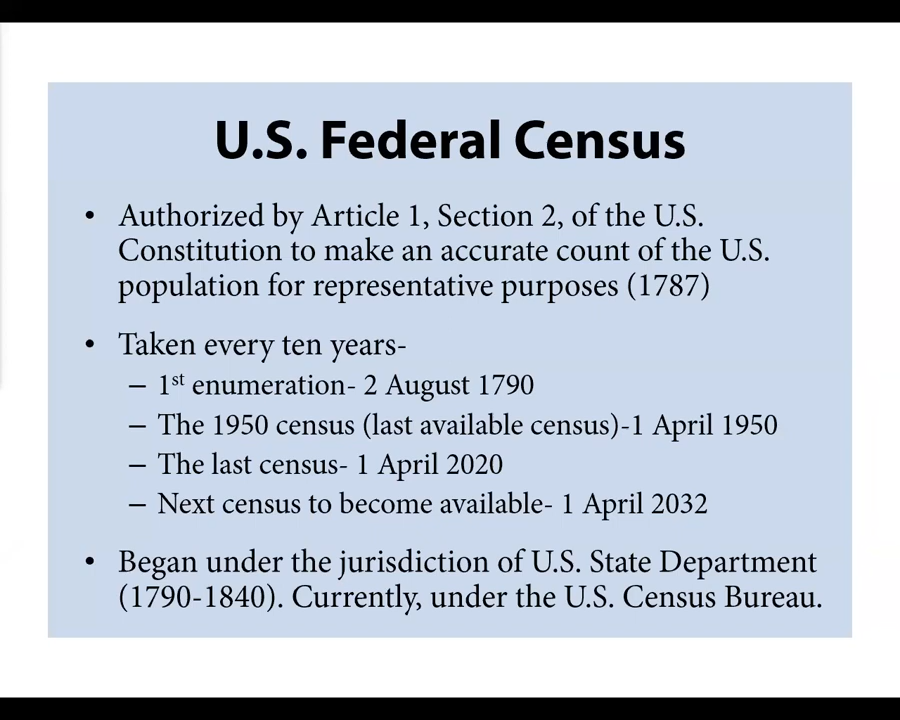 U.S. Federal Census
• Authorized by Article 1, Section 2, of the U.S.
Constitution to make an accurate count of the U.S.
population for representative purposes (1787)
• Taken every ten years-
– 1st enumeration- 2 August 1790
– The 1950 census (last available census)-1 April 1950
– The last census- 1 April 2020
– Next census to become available- 1 April 2032
• Began under the jurisdiction of U.S. State Department
(1790-1840). Currently, under the U.S. Census Bureau.